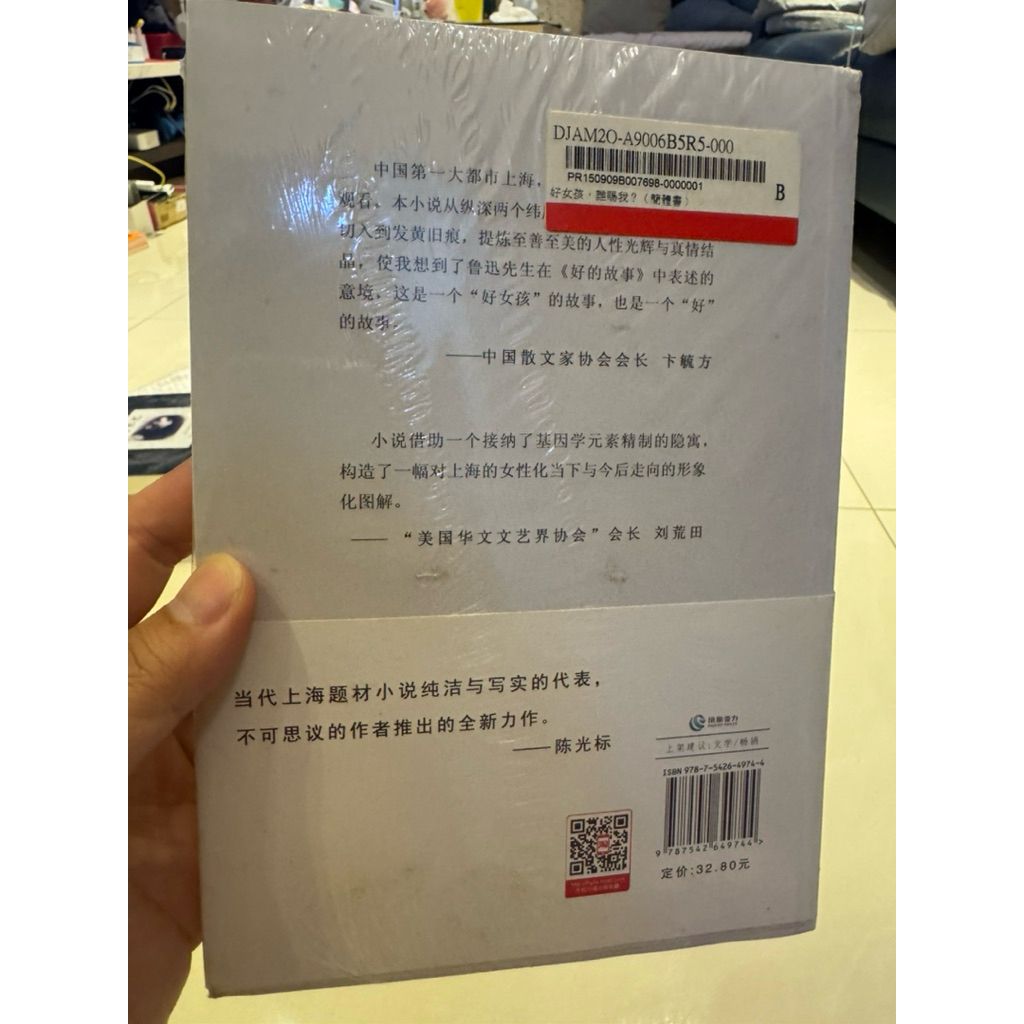 DJAM2O-A9006B5R5-000
PR150909B007698-0000001
B
好女孩，誰賜我？（簡體書）
中国第一大都市上海，
观看，本小说从纵深两个纬
切入到发黄旧痕，提炼至善至美的人性光辉与真情结
晶，使我想到了鲁迅先生在《好的故事》中表述的
意境，这是一个“好女孩”的故事，也是一个“好”
的故事。
——中国散文家协会会长 卞毓方
小说借助一个接纳了基因学元素精制的隐寓，
构造了一幅对上海的女性化当下与今后走向的形象
化图解。
—— “美国华文文艺界协会”会长 刘荒田
当代上海题材小说纯洁与写实的代表，
不可思议的作者推出的全新力作。
——陈光标
上架建议：文学/畅销
ISBN 978-7-5426-4974-4
9 787542 649744 >
定价:32.80元